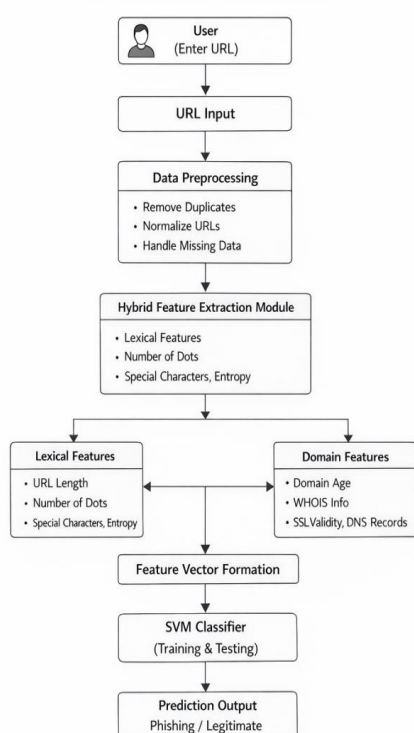 User
(Enter URL)
URL Input
Data Preprocessing
• Remove Duplicates
• Normalize URLs
• Handle Missing Data
Hybrid Feature Extraction Module
• Lexical Features
• Number of Dots
• Special Characters, Entropy
Lexical Features
• URL Length
• Number of Dots
• Special Characters, Entropy
Domain Features
• Domain Age
• WHOIS Info
• SSLValidity, DNS Records
Feature Vector Formation
SVM Classifier
(Training & Testing)
Prediction Output
Phishing / Legitimate